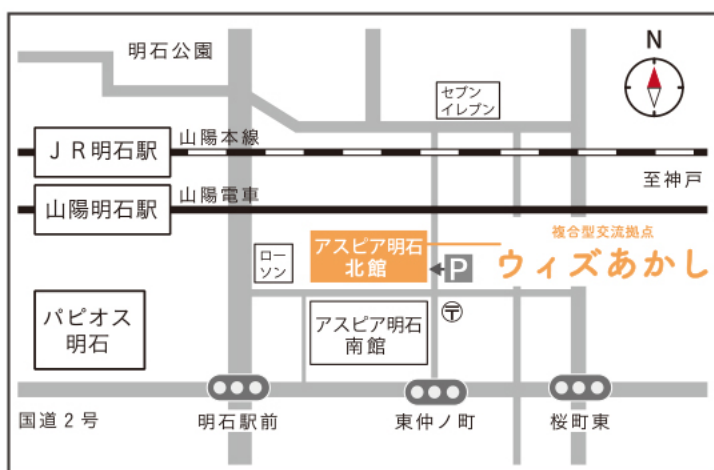 明石公園
N
セブン
イレブン
山陽本線
JR明石駅
至神戸
山陽電車
山陽明石駅
複合型交流拠点
ウィズあかし
アスピア明石
北館
P
ロー
ソン
〒
パピオス
明石
アスピア明石
南館
国道2号
明石駅前
東仲ノ町
桜町東